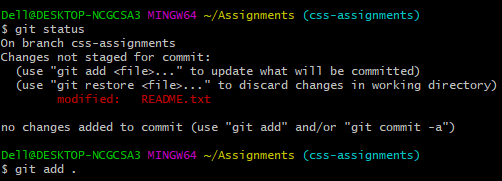 Dell@DESKTOP-NCGCSA3 MINGW64 ~/Assignments (css-assignments)
$ git status
On branch css-assignments
Changes not staged for commit:
  (use "git add <file>..." to update what will be committed)
  (use "git restore <file>..." to discard changes in working directory)
        modified:   README.txt

no changes added to commit (use "git add" and/or "git commit -a")

Dell@DESKTOP-NCGCSA3 MINGW64 ~/Assignments (css-assignments)
$ git add .